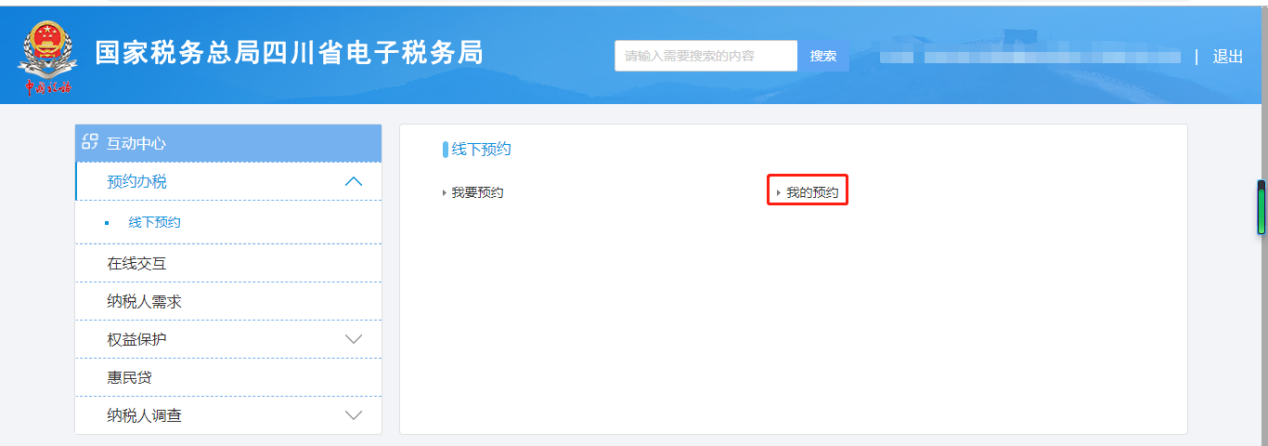 国家税务总局四川省电子税务局
请输入需要搜索的内容 搜索 | 退出
中国税务
互动中心
预约办税
线下预约
在线交互
纳税人需求
权益保护
惠民贷
纳税人调查
线下预约
我要预约
我的预约